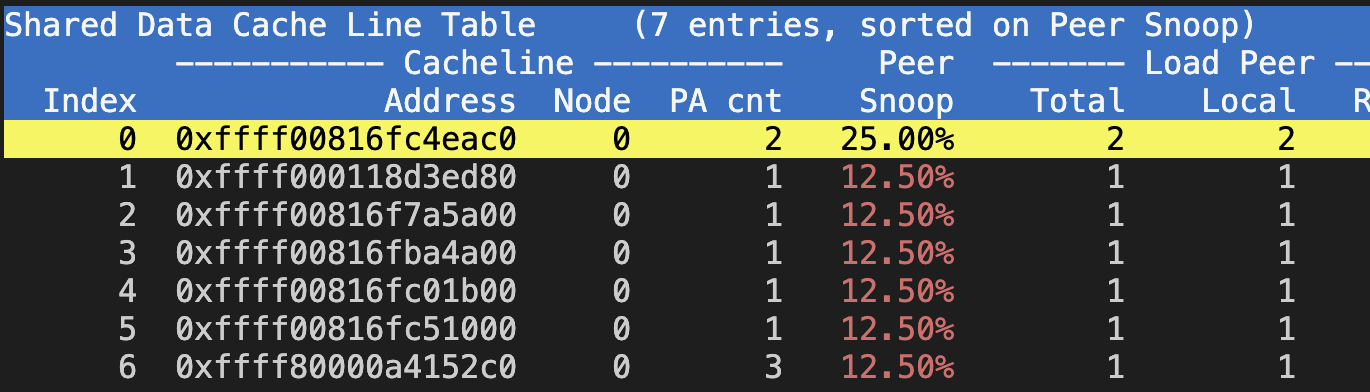 Shared Data Cache Line Table     (7 entries, sorted on Peer Snoop)
----------- Cacheline ----------     Peer  ------- Load Peer --
Index             Address  Node  PA cnt    Snoop    Total    Local   R
0  0xffff00816fc4eac0     0       2   25.00%        2        2
1  0xffff000118d3ed80     0       1   12.50%        1        1
2  0xffff00816f7a5a00     0       1   12.50%        1        1
3  0xffff00816fba4a00     0       1   12.50%        1        1
4  0xffff00816fc01b00     0       1   12.50%        1        1
5  0xffff00816fc51000     0       1   12.50%        1        1
6  0xffff80000a4152c0     0       3   12.50%        1        1